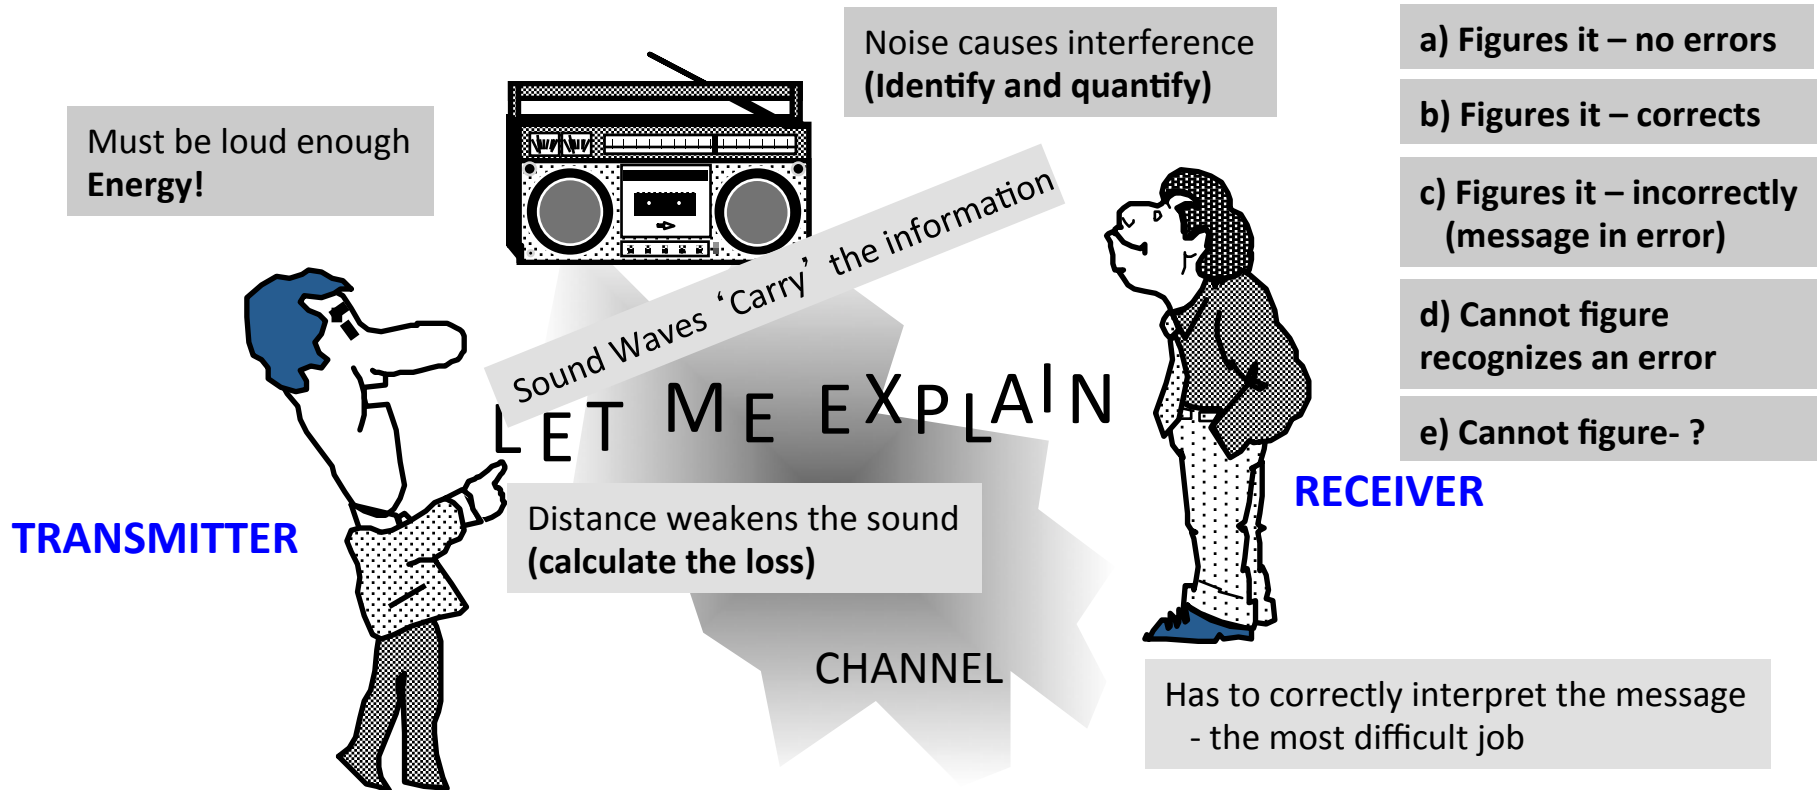 Must be loud enough
Energy!
Noise causes interference
(Identify and quantify)
a) Figures it – no errors
b) Figures it – corrects
c) Figures it – incorrectly
(message in error)
d) Cannot figure
recognizes an error
e) Cannot figure- ?
Sound Waves ‘Carry’ the information
LET ME EXPLAIN
TRANSMITTER
Distance weakens the sound
(calculate the loss)
RECEIVER
CHANNEL
Has to correctly interpret the message
- the most difficult job